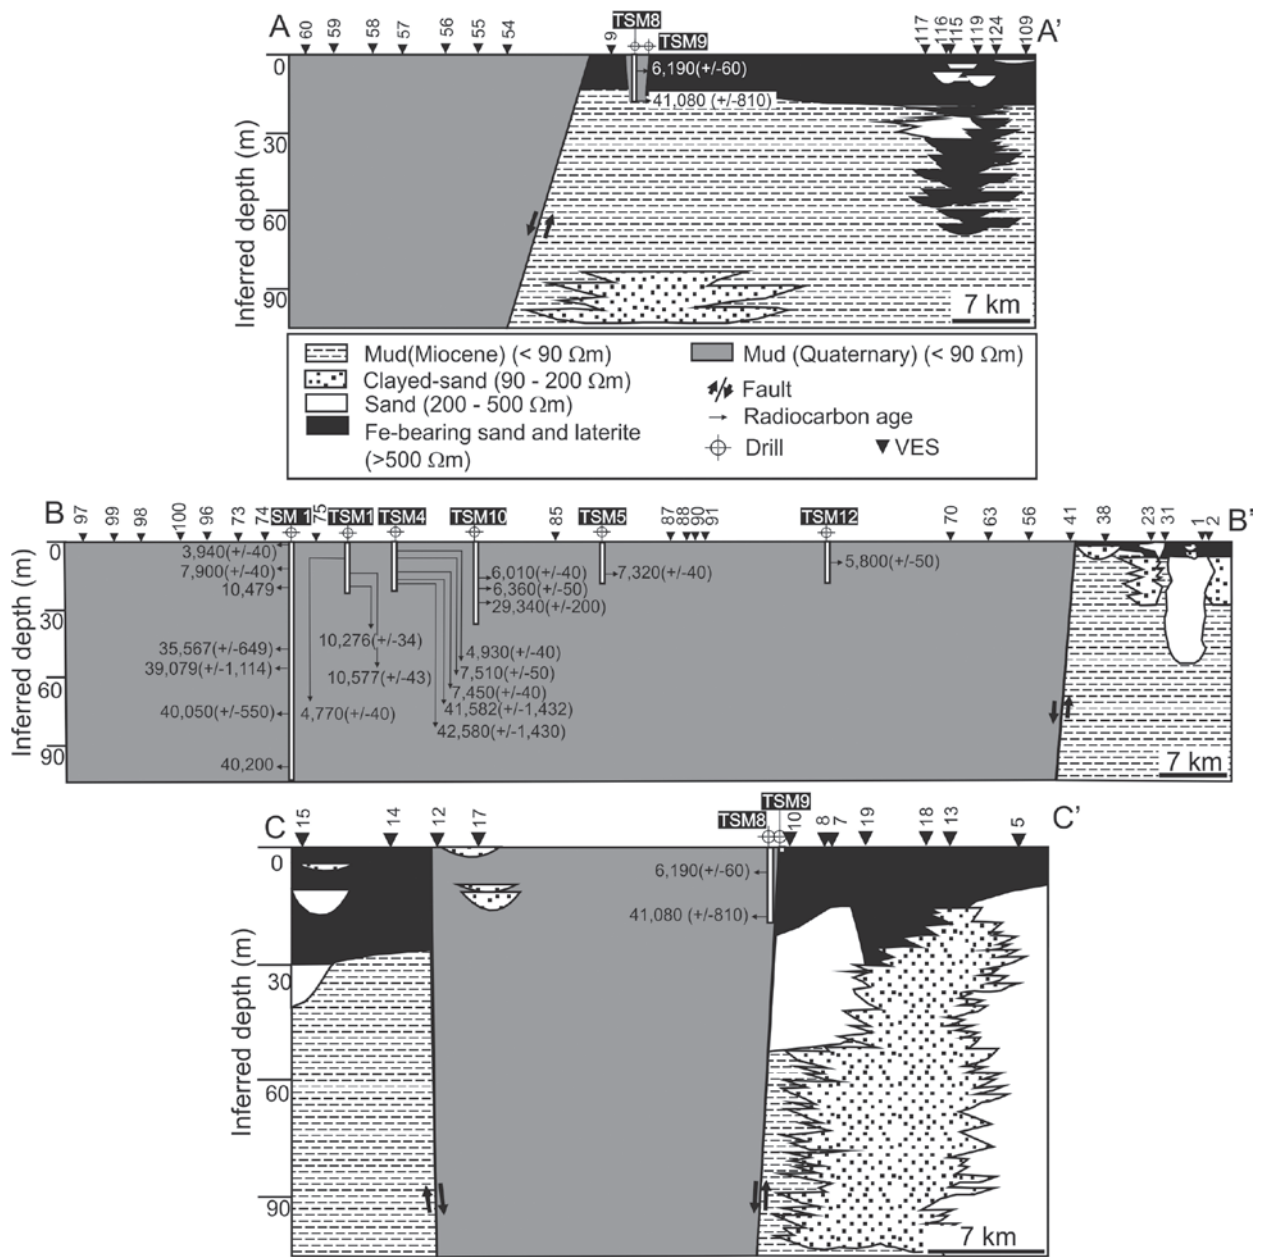 A
60
59
58
57
56
55
54
9
TSM8
TSM9
117
116
115
119
124
109
A'
0
30
60
90
Inferred depth (m)
6,190(+/-60)
41,080 (+/-810)
7 km
Mud(Miocene) (< 90 Ωm)
Clayed-sand (90 - 200 Ωm)
Sand (200 - 500 Ωm)
Fe-bearing sand and laterite
(>500 Ωm)
Mud (Quaternary) (< 90 Ωm)
Fault
Radiocarbon age
Drill
VES
B
97
99
98
100
96
73
74
SM 1
75
TSM1
TSM4
TSM10
85
TSM5
87
88
90
91
TSM12
70
63
56
41
38
23
31
1
2
B'
0
30
60
90
Inferred depth (m)
3,940(+/-40)
7,900(+/-40)
10,479
35,567(+/-649)
39,079(+/-1,114)
40,050(+/-550)
40,200
10,276(+/-34)
10,577(+/-43)
4,770(+/-40)
6,010(+/-40)
6,360(+/-50)
29,340(+/-200)
4,930(+/-40)
7,510(+/-50)
7,450(+/-40)
41,582(+/-1,432)
42,580(+/-1,430)
7,320(+/-40)
5,800(+/-50)
7 km
C
15
14
12
17
TSM8
TSM9
10
8
7
19
18
13
5
C'
0
30
60
90
Inferred depth (m)
6,190(+/-60)
41,080 (+/-810)
7 km